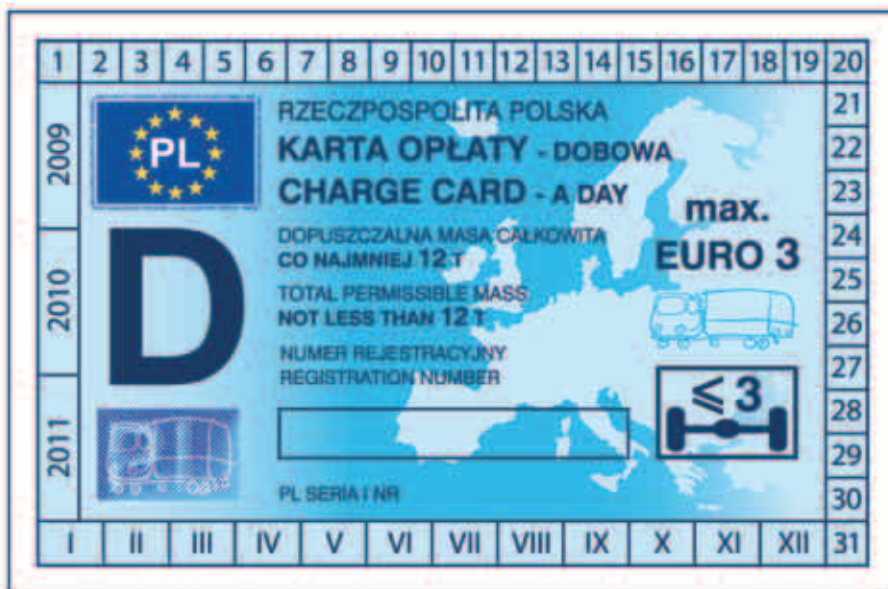 1 2 3 4 5 6 7 8 9 10 11 12 13 14 15 16 17 18 19 20
21
22
23
24
25
26
27
28
29
30
31
2009
2010
2011
PL
RZECZPOSPOLITA POLSKA
KARTA OPŁATY - DOBOWA
CHARGE CARD - A DAY
max.
EURO 3
D
DOPUSZCZALNA MASA CAŁKOWITA
CO NAJMNIEJ 12 T
TOTAL PERMISSIBLE MASS
NOT LESS THAN 12 T
NUMER REJESTRACYJNY
REGISTRATION NUMBER
≤ 3
PL SERIA I NR
I II III IV V VI VII VIII IX X XI XII